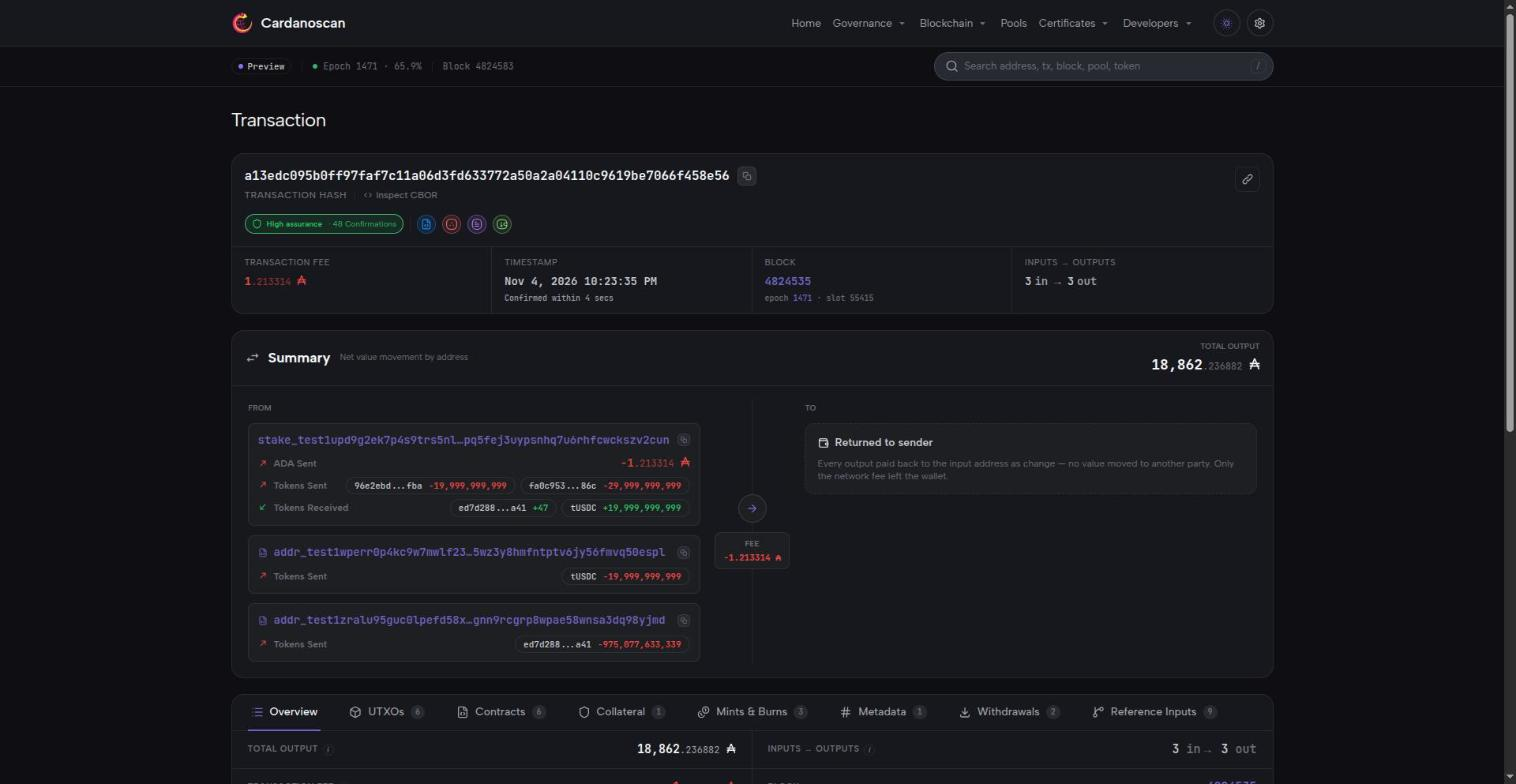 Cardanoscan
Home Governance Blockchain Pools Certificates Developers
Preview Epoch 1471 · 65.9% Block 4824583
Search address, tx, block, pool, token /
Transaction
a13edc095b0ff97faf7c11a06d3fd633772a50a2a04110c9619be7066f458e56
TRANSACTION HASH <> Inspect CBOR
High assurance · 48 Confirmations
TRANSACTION FEE TIMESTAMP BLOCK INPUTS → OUTPUTS
1.213314 ₳ Nov 4, 2026 10:23:35 PM 4824535 3 in → 3 out
Confirmed within 4 secs epoch 1471 · slot 55415
Summary Net value movement by address
TOTAL OUTPUT
18,862.236882 ₳
FROM
stake_test1upd9g2ek7p4s9trs5nl…pq5fej3uypsnhq7u6rhfcwckszv2cun
ADA Sent -1.213314 ₳
Tokens Sent 96e2ebd...fba -19,999,999,999 fa0c953...86c -29,999,999,999
Tokens Received ed7d288...a41 +47 tUSDC +19,999,999,999
addr_test1wperr0p4kc9w7mwlf23…5wz3y8hmfntptv6jy56fmvq50espl
Tokens Sent tUSDC -19,999,999,999
addr_test1zralu95guc0lpefd58x…gnn9rcgrp8wpae58wnsa3dq98yjmd
Tokens Sent ed7d288...a41 -975,077,633,339
FEE
-1.213314 ₳
TO
Returned to sender
Every output paid back to the input address as change — no value moved to another party. Only
the network fee left the wallet.
Overview UTXOs 6 Contracts 6 Collateral 1 Mints & Burns 3 Metadata 1 Withdrawals 2 Reference Inputs 9
TOTAL OUTPUT i 18,862.236882 ₳ INPUTS → OUTPUTS i 3 in → 3 out